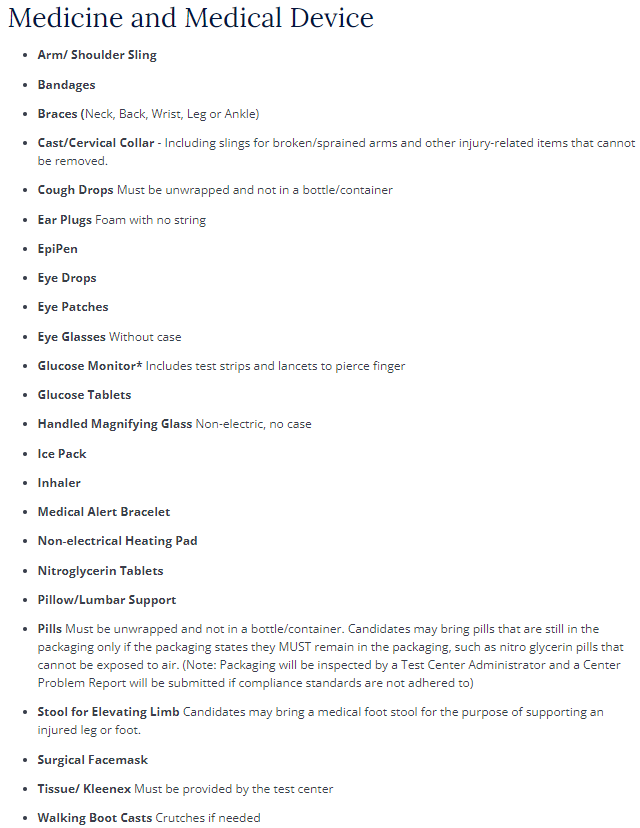 Medicine and Medical Device
• Arm/ Shoulder Sling
• Bandages
• Braces (Neck, Back, Wrist, Leg or Ankle)
• Cast/Cervical Collar - Including slings for broken/sprained arms and other injury-related items that cannot
be removed.
• Cough Drops Must be unwrapped and not in a bottle/container
• Ear Plugs Foam with no string
• EpiPen
• Eye Drops
• Eye Patches
• Eye Glasses Without case
• Glucose Monitor* Includes test strips and lancets to pierce finger
• Glucose Tablets
• Handled Magnifying Glass Non-electric, no case
• Ice Pack
• Inhaler
• Medical Alert Bracelet
• Non-electrical Heating Pad
• Nitroglycerin Tablets
• Pillow/Lumbar Support
• Pills Must be unwrapped and not in a bottle/container. Candidates may bring pills that are still in the
packaging only if the packaging states they MUST remain in the packaging, such as nitro glycerin pills that
cannot be exposed to air. (Note: Packaging will be inspected by a Test Center Administrator and a Center
Problem Report will be submitted if compliance standards are not adhered to)
• Stool for Elevating Limb Candidates may bring a medical foot stool for the purpose of supporting an
injured leg or foot.
• Surgical Facemask
• Tissue/ Kleenex Must be provided by the test center
• Walking Boot Casts Crutches if needed